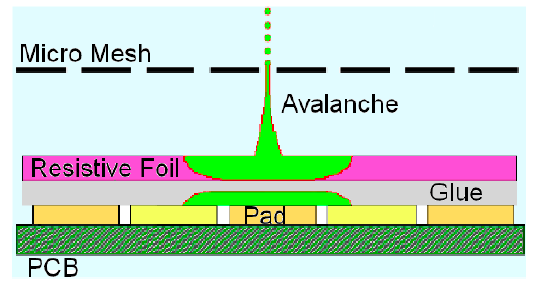 Micro Mesh
Avalanche
Resistive Foil
Glue
Pad
PCB